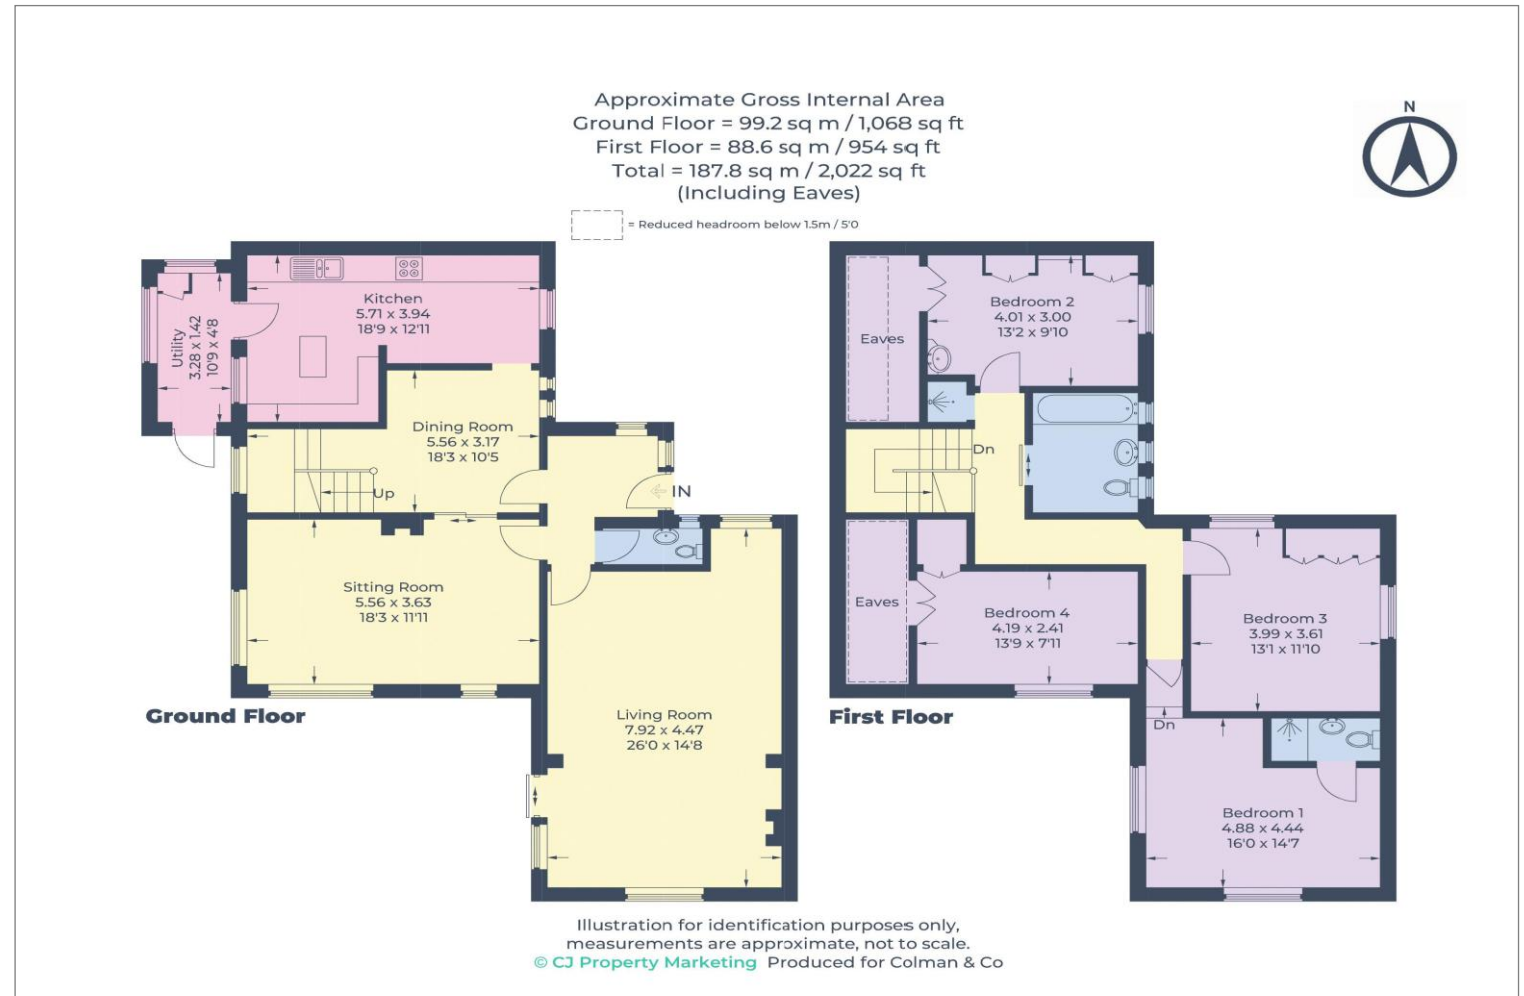 Approximate Gross Internal Area
Ground Floor = 99.2 sq m / 1,068 sq ft
First Floor = 88.6 sq m / 954 sq ft
Total = 187.8 sq m / 2,022 sq ft
(Including Eaves)
= Reduced headroom below 1.5m / 5'0
N
Kitchen
5.71 x 3.94
18'9 x 12'11
Utility
3.28 x 1.42
10'9 x 4'8
Dining Room
5.56 x 3.17
18'3 x 10'5
Up
IN
Sitting Room
5.56 x 3.63
18'3 x 11'11
Living Room
7.92 x 4.47
26'0 x 14'8
Ground Floor
Bedroom 2
4.01 x 3.00
13'2 x 9'10
Eaves
Dn
Eaves
Bedroom 4
4.19 x 2.41
13'9 x 7'11
Bedroom 3
3.99 x 3.61
13'1 x 11'10
Dn
Bedroom 1
4.88 x 4.44
16'0 x 14'7
First Floor
Illustration for identification purposes only,
measurements are approximate, not to scale.
© CJ Property Marketing Produced for Colman & Co